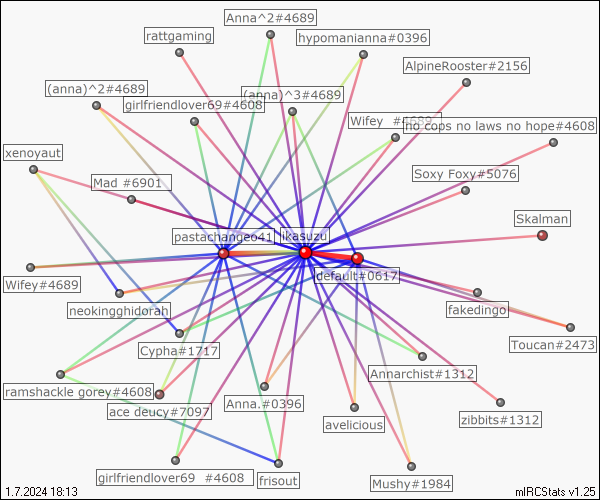 Anna^2#4689
rattgaming
hypomanianna#0396
AlpineRooster#2156
(anna)^2#4689
(anna)^3#4689
girlfriendlover69#4608
Wifey #4689
no cops no laws no hope#4608
xenoyaut
Mad #6901
Soxy Foxy#5076
Skalman
pastachangeo41
ikasuzu
default#0617
Wifey#4689
neokingghidorah
fakedingo
Cypha#1717
Toucan#2473
Annarchist#1312
ramshackle gorey#4608
ace deucy#7097
Anna.#0396
avelicious
zibbits#1312
girlfriendlover69 #4608
frisout
Mushy#1984
1.7.2024 18:13
mIRCStats v1.25